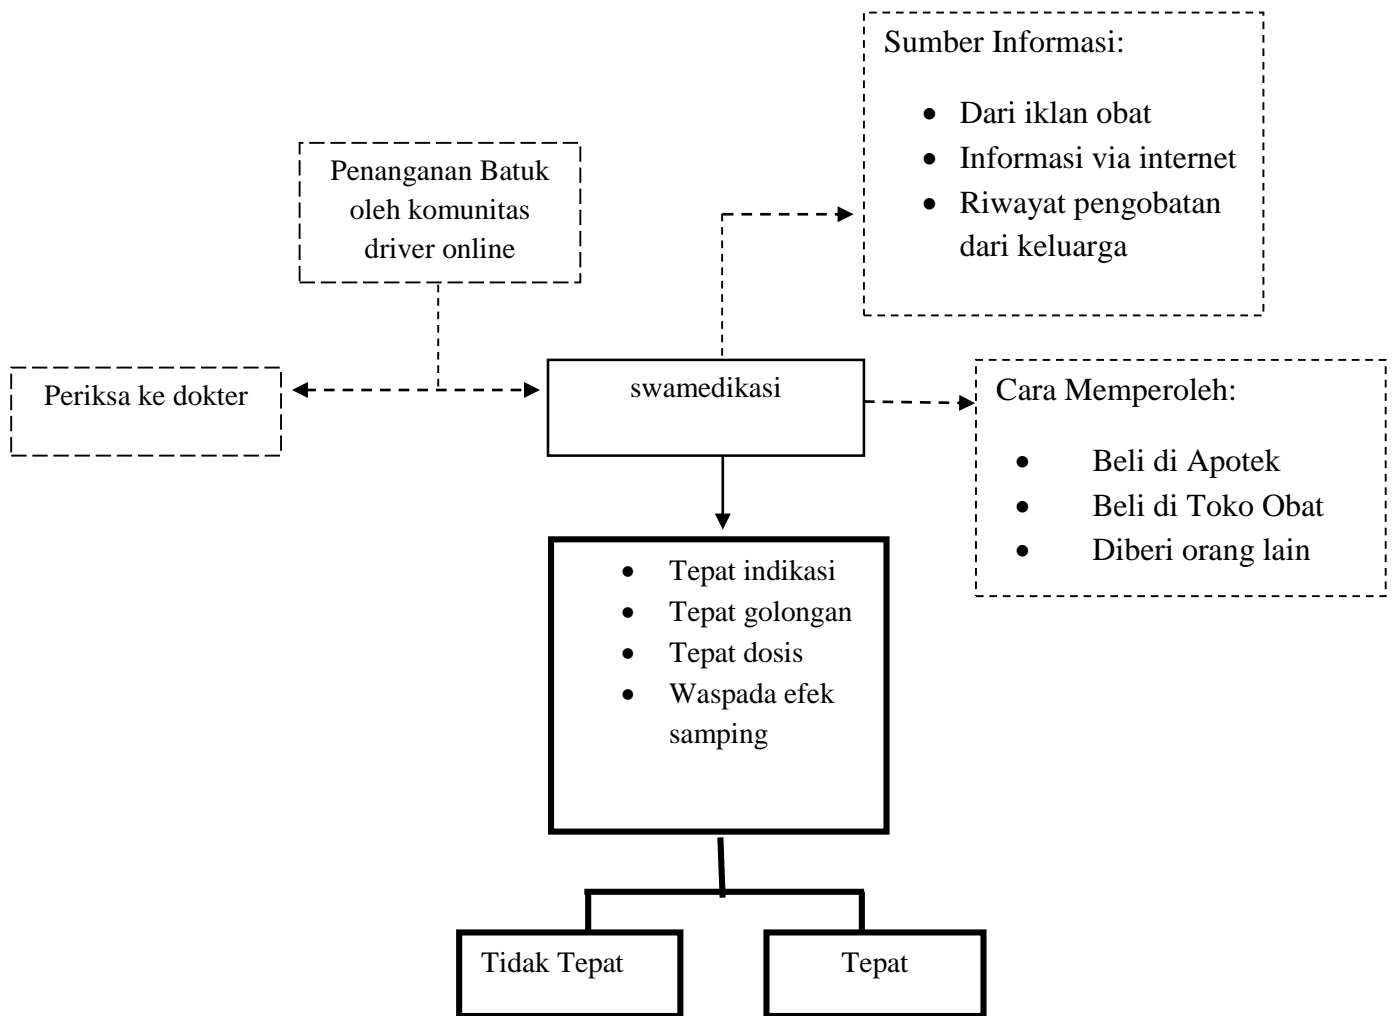 Sumber Informasi:
• Dari iklan obat
• Informasi via internet
• Riwayat pengobatan
dari keluarga
Penanganan Batuk
oleh komunitas
driver online
Periksa ke dokter
swamedikasi
Cara Memperoleh:
• Beli di Apotek
• Beli di Toko Obat
• Diberi orang lain
• Tepat indikasi
• Tepat golongan
• Tepat dosis
• Waspada efek
samping
Tidak Tepat
Tepat